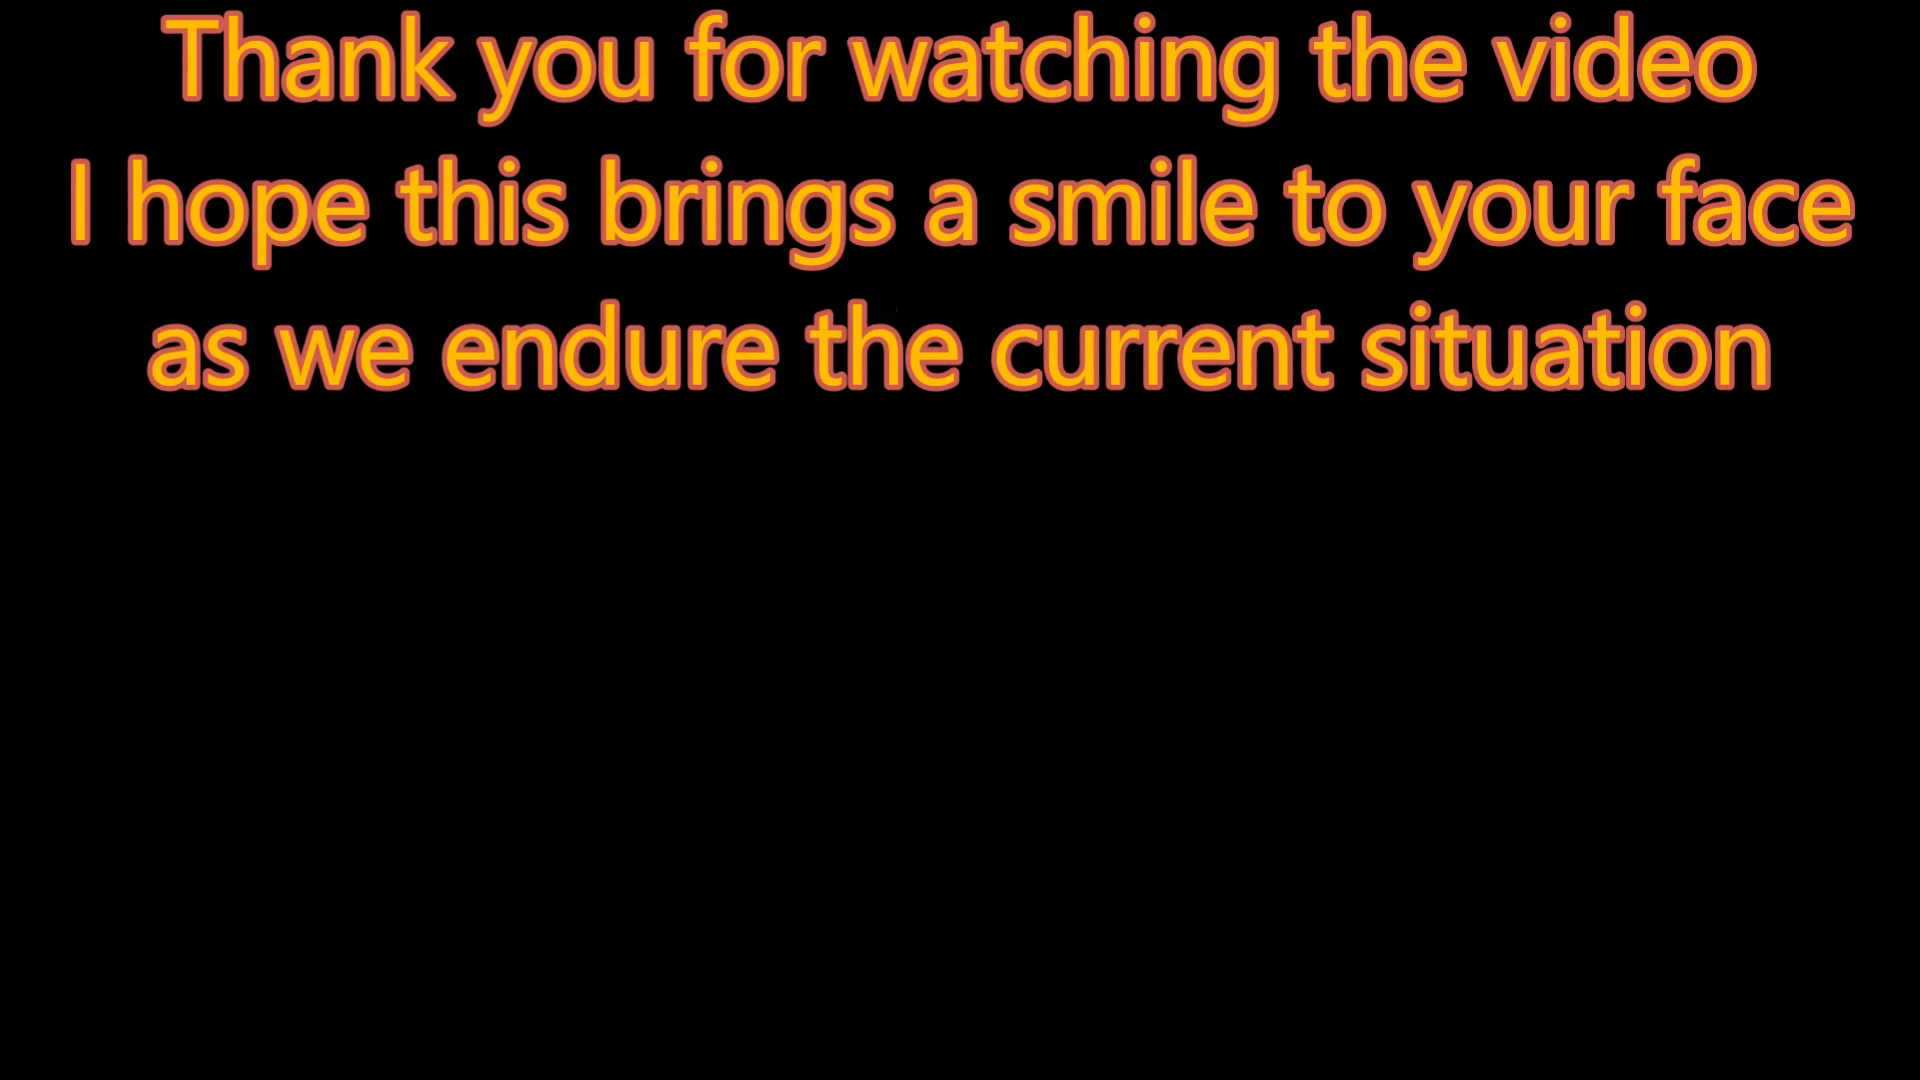 Thank you for watching the video
I hope this brings a smile to your face
as we endure the current situation